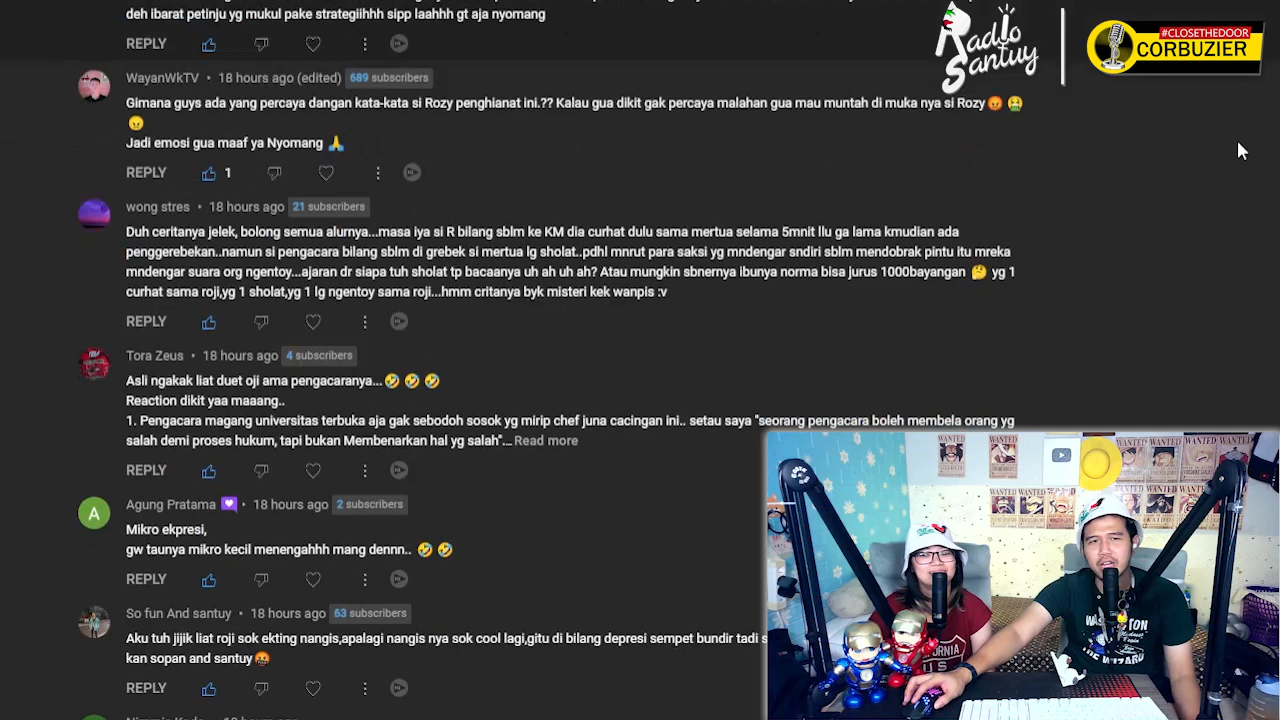 deh ibarat petinju yg mukul pake strategiihhh sipp laahhh gt aja nyomang
REPLY
Radio Santuy
#CLOSETHEDOOR
CORBUZIER
WayanWkTV • 18 hours ago (edited) 689 subscribers
Gimana guys ada yang percaya dangan kata-kata si Rozy penghianat ini.?? Kalau gua dikit gak percaya malahan gua mau muntah di muka nya si Rozy😡 🤮
😠
Jadi emosi gua maaf ya Nyomang 🙏
REPLY 1
wong stres • 18 hours ago 21 subscribers
Duh ceritanya jelek, bolong semua alurnya...masa iya si R bilang sblm ke KM dia curhat dulu sama mertua selama 5mnit llu ga lama kmudian ada
penggerebekan..namun si pengacara bilang sblm di grebek si mertua lg sholat..pdhl mnrut para saksi yg mndengar sndiri sblm mendobrak pintu itu mreka
mndengar suara org ngentoy...ajaran dr siapa tuh sholat tp bacaanya uh ah uh ah? Atau mungkin sbnernya ibunya norma bisa jurus 1000bayangan 🤔 yg 1
curhat sama roji,yg 1 sholat,yg 1 lg ngentoy sama roji...hmm critanya byk misteri kek wanpis :v
REPLY
Tora Zeus • 18 hours ago 4 subscribers
Asli ngakak liat duet oji ama pengacaranya... 🤣 🤣 🤣
Reaction dikit yaa maaang..
1. Pengacara magang universitas terbuka aja gak sebodoh sosok yg mirip chef juna cacingan ini.. setau saya "seorang pengacara boleh membela orang yg
salah demi proses hukum, tapi bukan Membenarkan hal yg salah"... Read more
REPLY
A
Agung Pratama 💜 • 18 hours ago 2 subscribers
Mikro ekpresi,
gw taunya mikro kecil menengahhh mang dennn.. 🤣 🤣
REPLY
So fun And santuy • 18 hours ago 63 subscribers
Aku tuh jijik liat roji sok ekting nangis,apalagi nangis nya sok cool lagi,gitu di bilang depresi sempet bundir tadi s
kan sopan and santuy🤬
REPLY
WANTED
WANTED
WANTED
WANTED
WANTED
WANTED
WANTED
WANTED
THE WIZARD